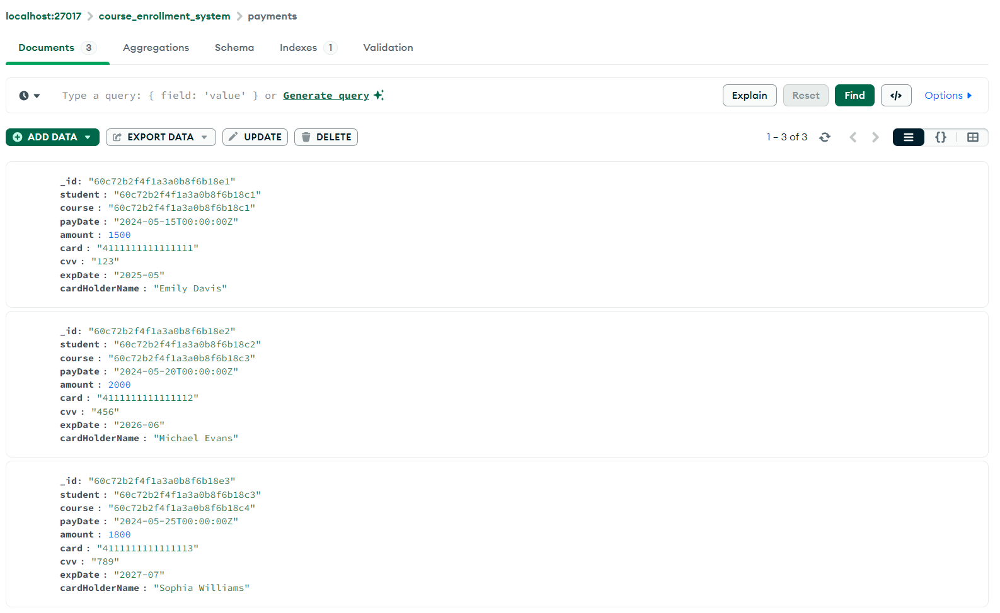 localhost:27017 > course_enrollment_system > payments
Documents 3 Aggregations Schema Indexes 1 Validation
Type a query: { field: 'value' } or Generate query Explain Reset Find </> Options
ADD DATA EXPORT DATA UPDATE DELETE 1 – 3 of 3 {}
_id: "60c72b2f4f1a3a0b8f6b18e1"
student : "60c72b2f4f1a3a0b8f6b18c1"
course : "60c72b2f4f1a3a0b8f6b18c1"
payDate : "2024-05-15T00:00:00Z"
amount : 1500
card : "4111111111111111"
cvv : "123"
expDate : "2025-05"
cardHolderName : "Emily Davis"
_id: "60c72b2f4f1a3a0b8f6b18e2"
student : "60c72b2f4f1a3a0b8f6b18c2"
course : "60c72b2f4f1a3a0b8f6b18c3"
payDate : "2024-05-20T00:00:00Z"
amount : 2000
card : "4111111111111112"
cvv : "456"
expDate : "2026-06"
cardHolderName : "Michael Evans"
_id: "60c72b2f4f1a3a0b8f6b18e3"
student : "60c72b2f4f1a3a0b8f6b18c3"
course : "60c72b2f4f1a3a0b8f6b18c4"
payDate : "2024-05-25T00:00:00Z"
amount : 1800
card : "4111111111111113"
cvv : "789"
expDate : "2027-07"
cardHolderName : "Sophia Williams"